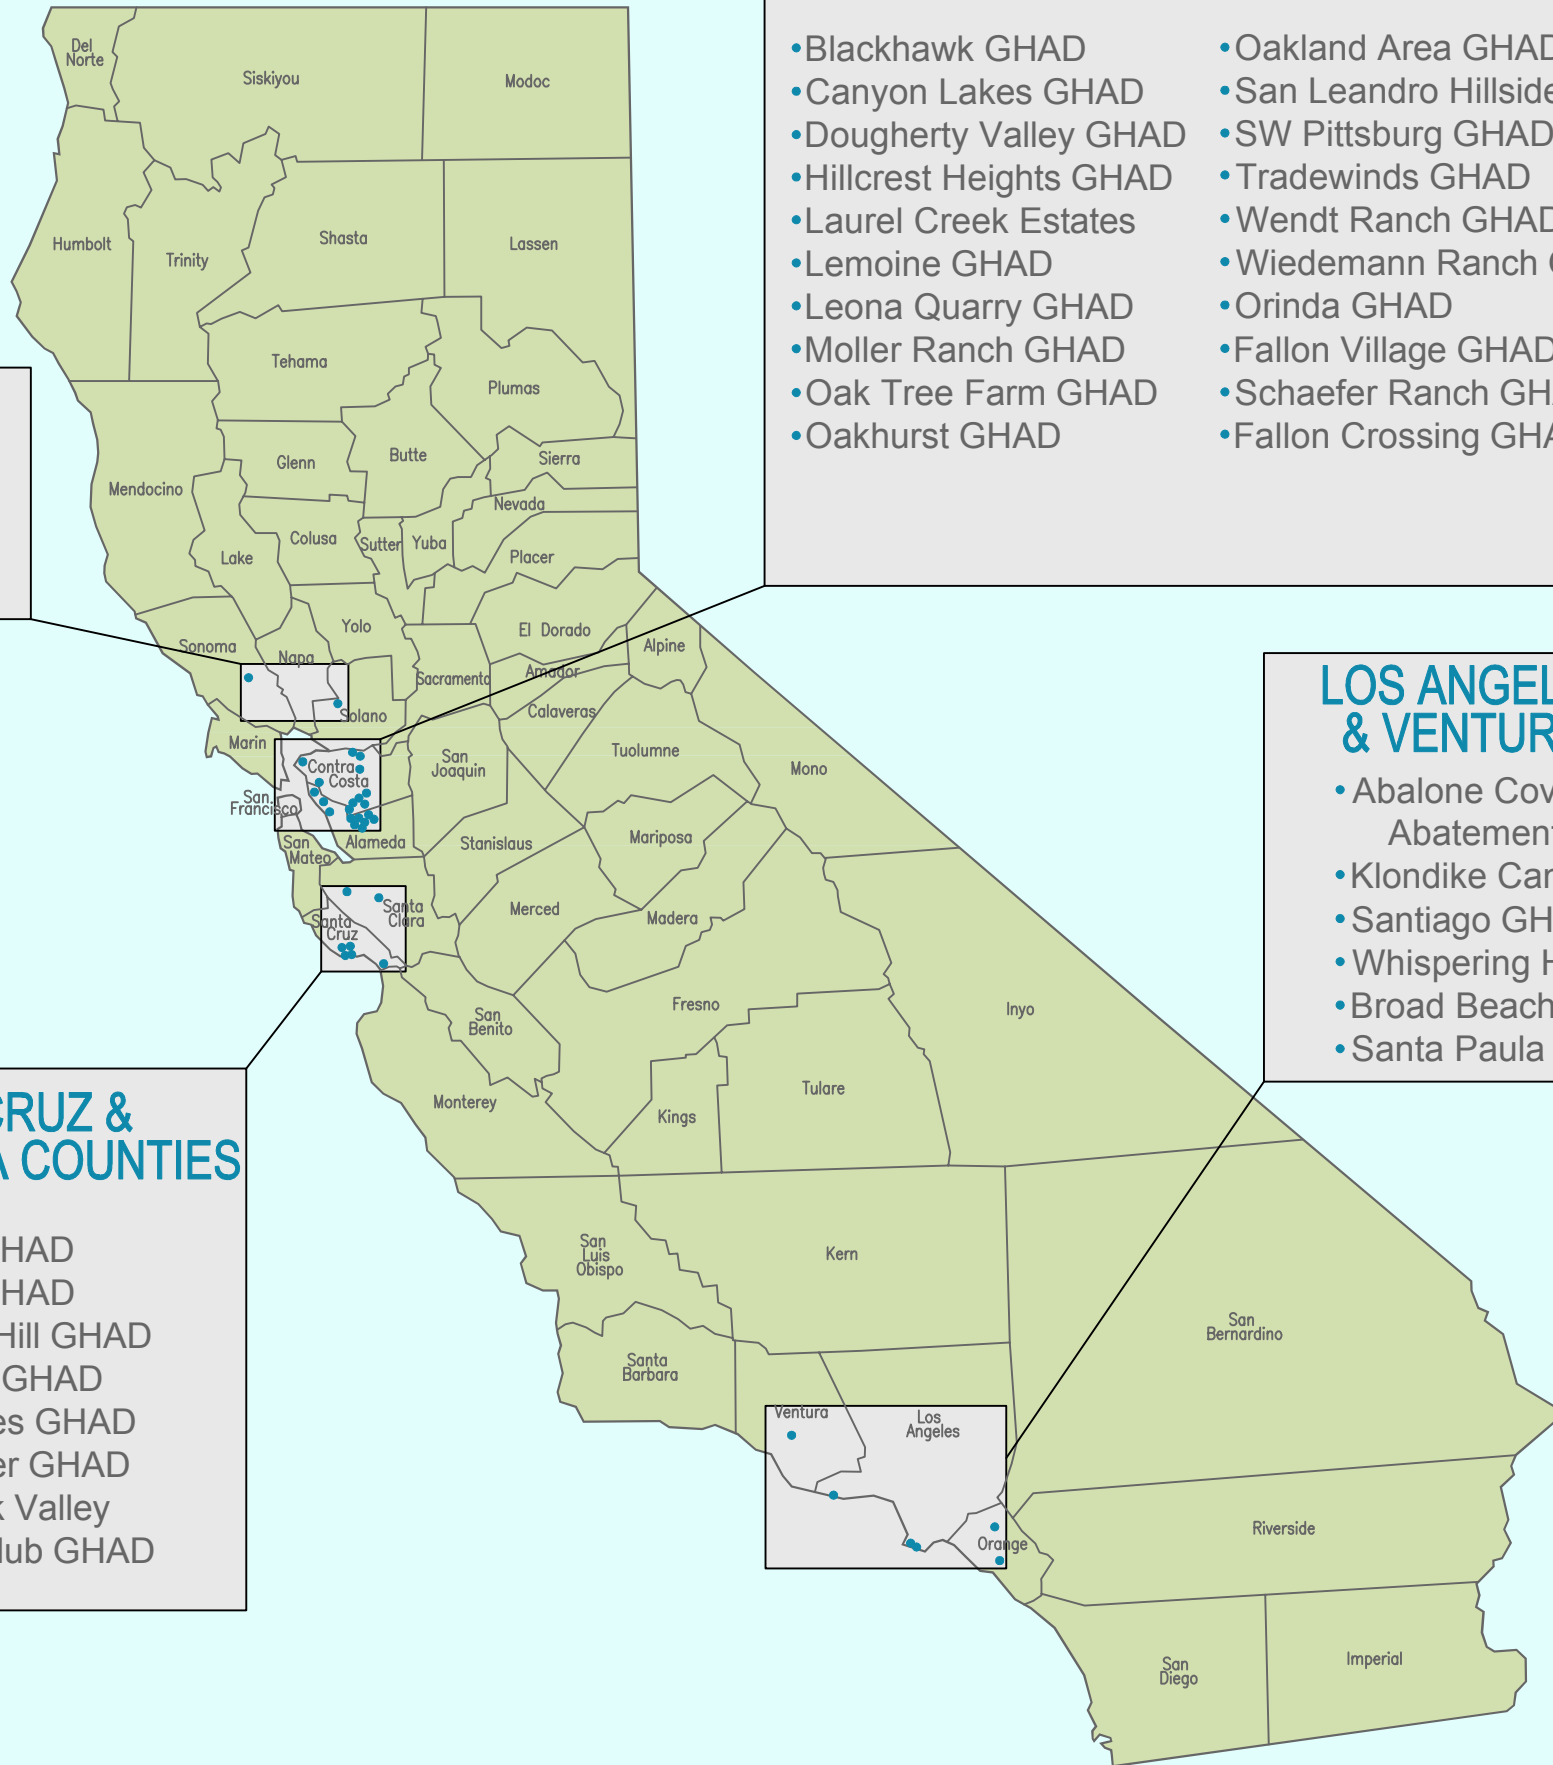 •Blackhawk GHAD
•Canyon Lakes GHAD
•Dougherty Valley GHAD
•Hillcrest Heights GHAD
•Laurel Creek Estates
•Lemoine GHAD
•Leona Quarry GHAD
•Moller Ranch GHAD
•Oak Tree Farm GHAD
•Oakhurst GHAD
•Oakland Area GHAD
•San Leandro Hillside
•SW Pittsburg GHAD
•Tradewinds GHAD
•Wendt Ranch GHAD
•Wiedemann Ranch
•Orinda GHAD
•Fallon Village GHAD
•Schaefer Ranch GHA
•Fallon Crossing GHA
LOS ANGEL
& VENTUR
•Abalone Cov
Abatement
•Klondike Can
•Santiago GH
•Whispering H
•Broad Beach
•Santa Paula
CRUZ &
A COUNTIES
HAD
HAD
Hill GHAD
GHAD
es GHAD
er GHAD
k Valley
lub GHAD
Del
Norte
Siskiyou
Modoc
Humbolt
Trinity
Shasta
Lassen
Tehama
Plumas
Mendocino
Glenn
Butte
Sierra
Nevada
Lake
Colusa
Sutter
Yuba
Placer
Sonoma
Napa
Yolo
El Dorado
Alpine
Sacramento
Amador
Solano
Calaveras
Marin
Contra
Costa
San
Joaquin
Tuolumne
Mono
San
Francisco
Alameda
Stanislaus
Mariposa
San
Mateo
Santa
Clara
Santa
Cruz
Merced
Madera
San
Benito
Fresno
Inyo
Monterey
Kings
Tulare
San
Luis
Obispo
Kern
San
Bernardino
Santa
Barbara
Ventura
Los
Angeles
Orange
Riverside
San
Diego
Imperial